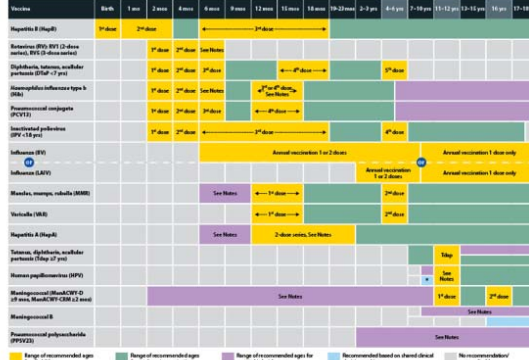 Vaccine Birth 1 mo 2 mos 4 mos 6 mos 9 mos 12 mos 15 mos 18 mos 19-23 mos 2-3 yrs 4-6 yrs 7-10 yrs 11-12 yrs 13-15 yrs 16 yrs 17-18
Hepatitis B (HepB) 1st dose 2nd dose 3rd dose
Rotavirus (RV): RV1 (2-dose
series), RV5 (3-dose series) 1st dose 2nd dose See Notes
Diphtheria, tetanus, acellular
pertussis (DTaP <7 yrs) 1st dose 2nd dose 3rd dose 4th dose 5th dose
Haemophilus influenzae type b
(Hib) 1st dose 2nd dose See Notes 3rd or 4th dose
See Notes
Pneumococcal conjugate
(PCV13) 1st dose 2nd dose 3rd dose 4th dose
Inactivated poliovirus
(IPV <18 yrs) 1st dose 2nd dose 3rd dose 4th dose
Influenza (IIV) Annual vaccination 1 or 2 doses Annual vaccination 1 dose only
or or
Influenza (LAIV) Annual vaccination
1 or 2 doses Annual vaccination 1 dose only
Measles, mumps, rubella (MMR) See Notes 1st dose 2nd dose
Varicella (VAR) 1st dose 2nd dose
Hepatitis A (HepA) See Notes 2-dose series, See Notes
Tetanus, diphtheria, acellular
pertussis (Tdap ≥7 yrs) Tdap
Human papillomavirus (HPV) * See
Notes
Meningococcal (MenACWY-D
≥9 mos, MenACWY-CRM ≥2 mos) See Notes 1st dose 2nd dose
Meningococcal B See Notes
Pneumococcal polysaccharide
(PPSV23) See Notes
Range of recommended ages Range of recommended ages Range of recommended ages for Recommended based on shared clinical No recommendation/